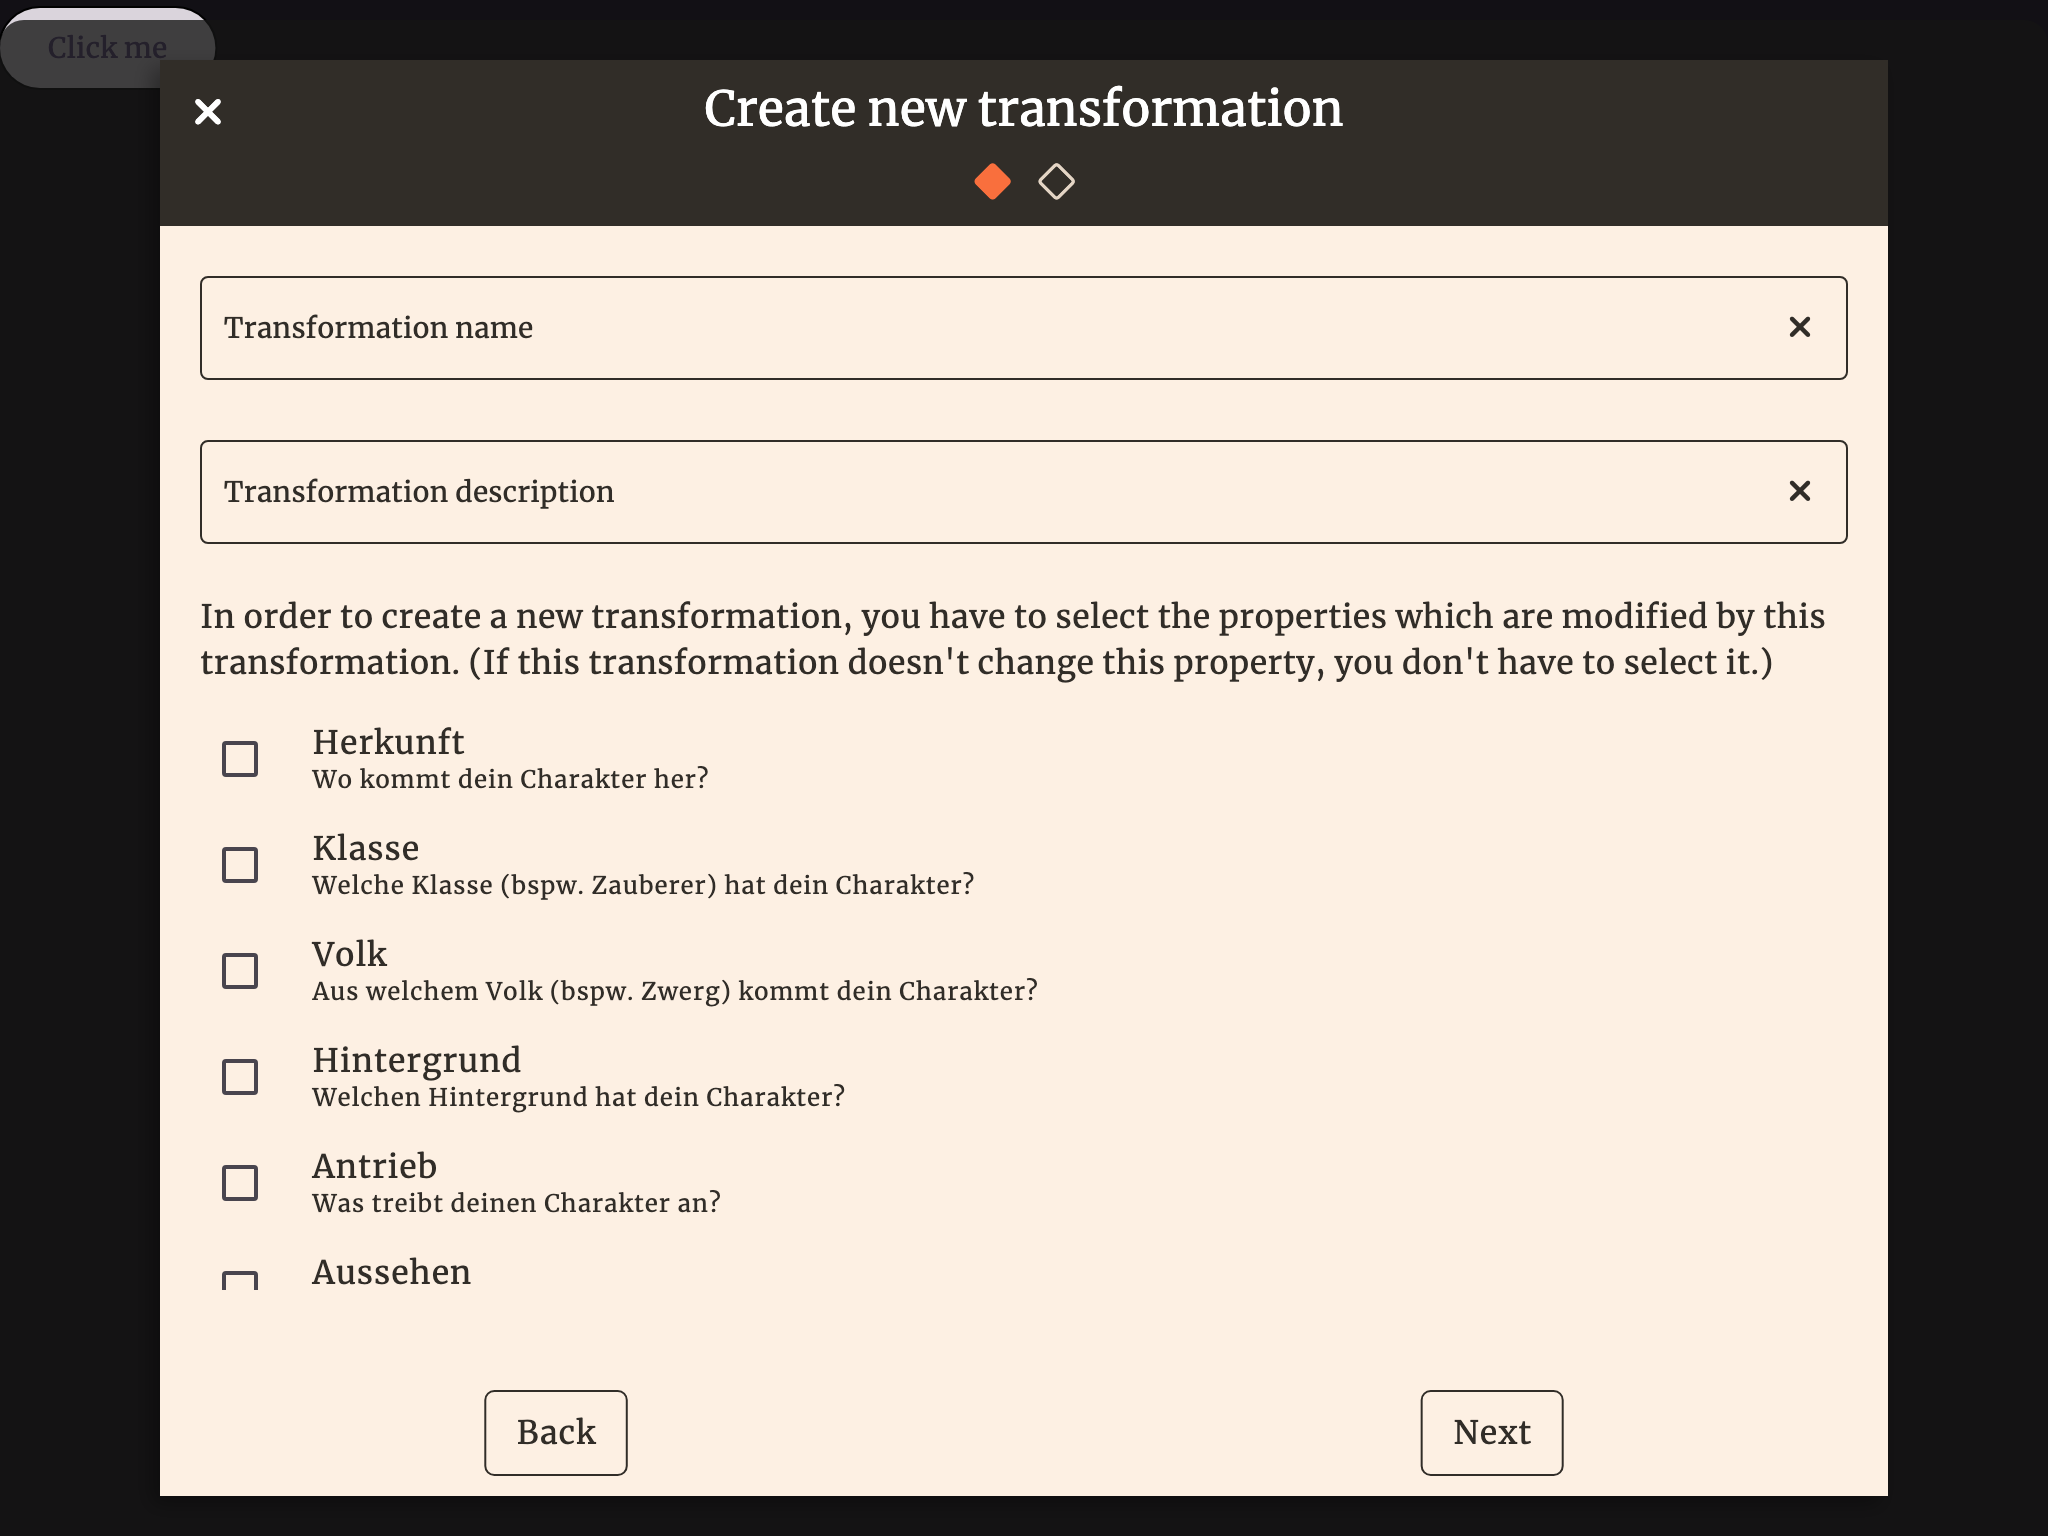 Click me
Create new transformation
Transformation name
Transformation description
In order to create a new transformation, you have to select the properties which are modified by this
transformation. (If this transformation doesn't change this property, you don't have to select it.)
Herkunft
Wo kommt dein Charakter her?
Klasse
Welche Klasse (bspw. Zauberer) hat dein Charakter?
Volk
Aus welchem Volk (bspw. Zwerg) kommt dein Charakter?
Hintergrund
Welchen Hintergrund hat dein Charakter?
Antrieb
Was treibt deinen Charakter an?
Aussehen
Back
Next